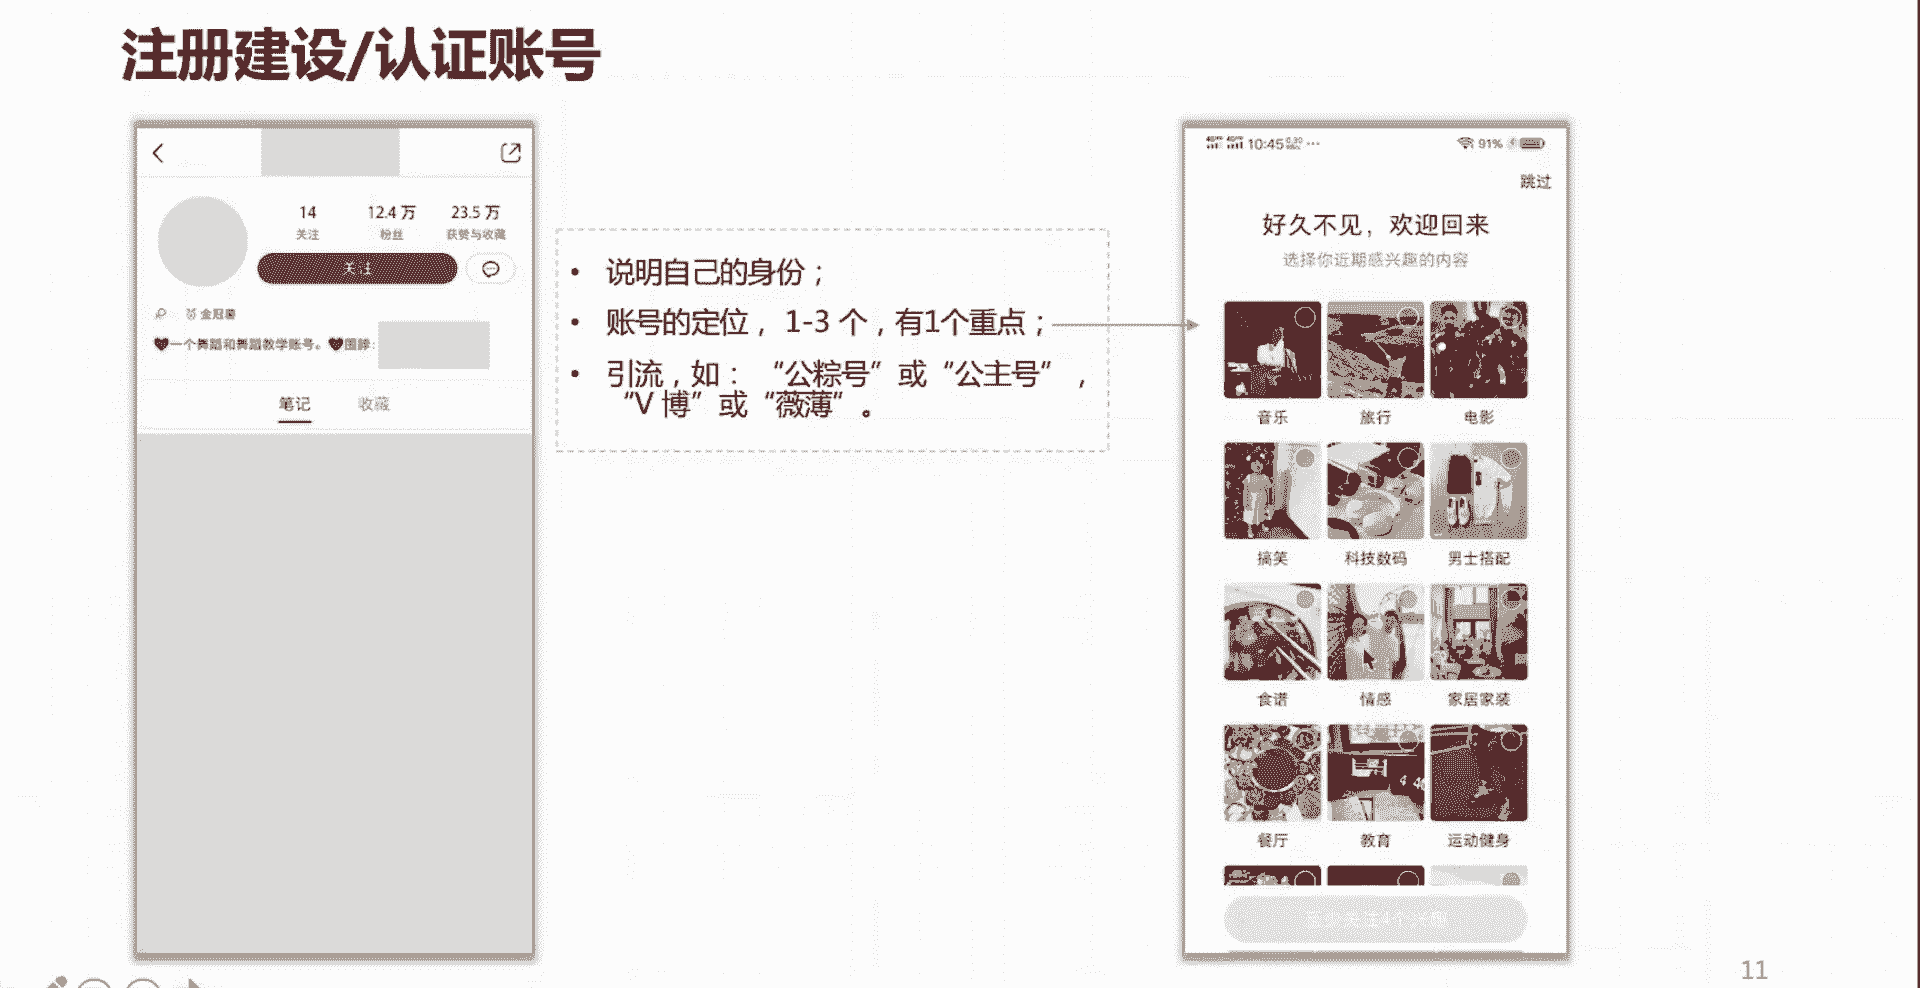 注册建设/认证账号
14
12.4 万
23.5 万
关注
粉丝
获赞与收藏
关注
金冠薯
一个舞蹈和舞蹈教学账号。
笔记
收藏
• 说明自己的身份；
• 账号的定位， 1-3 个，有1个重点；
• 引流，如： “公粽号”或“公主号”，
“V 博”或“薇薄”。
10:45
91%
跳过
好久不见，欢迎回来
选择你近期感兴趣的内容
音乐
旅行
电影
搞笑
科技数码
男士搭配
食谱
情感
家居家装
餐厅
教育
运动健身
11